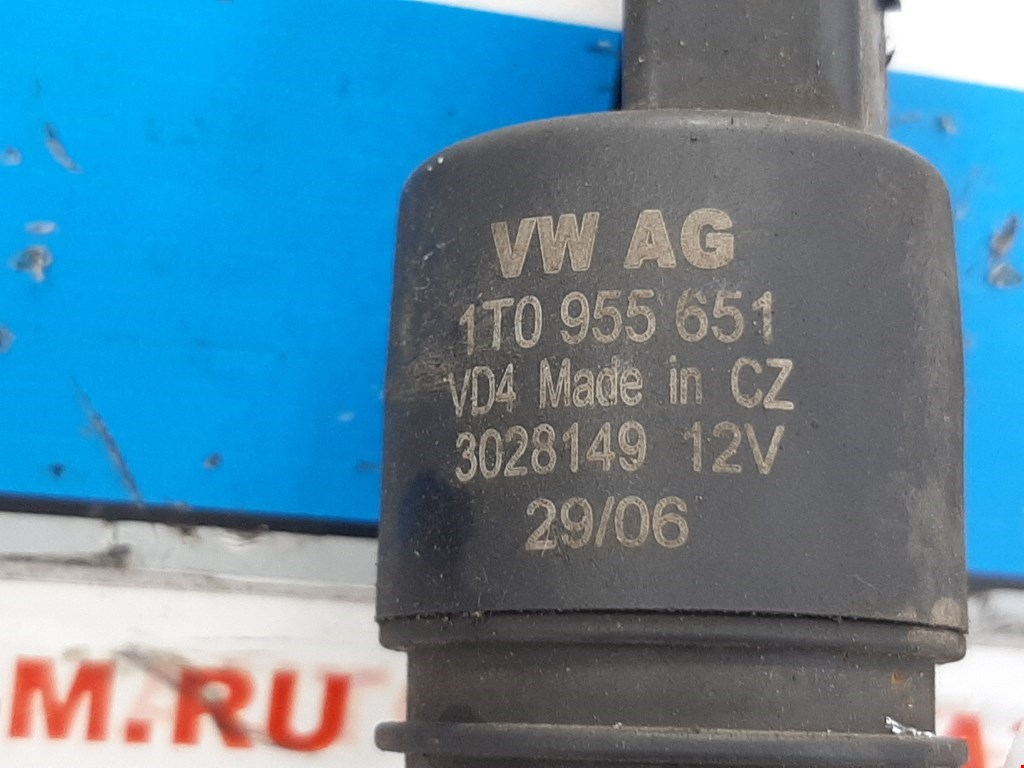 VW AG
1T0 955 651
VD4 Made in CZ
3028149 12V
29/06
M.RU